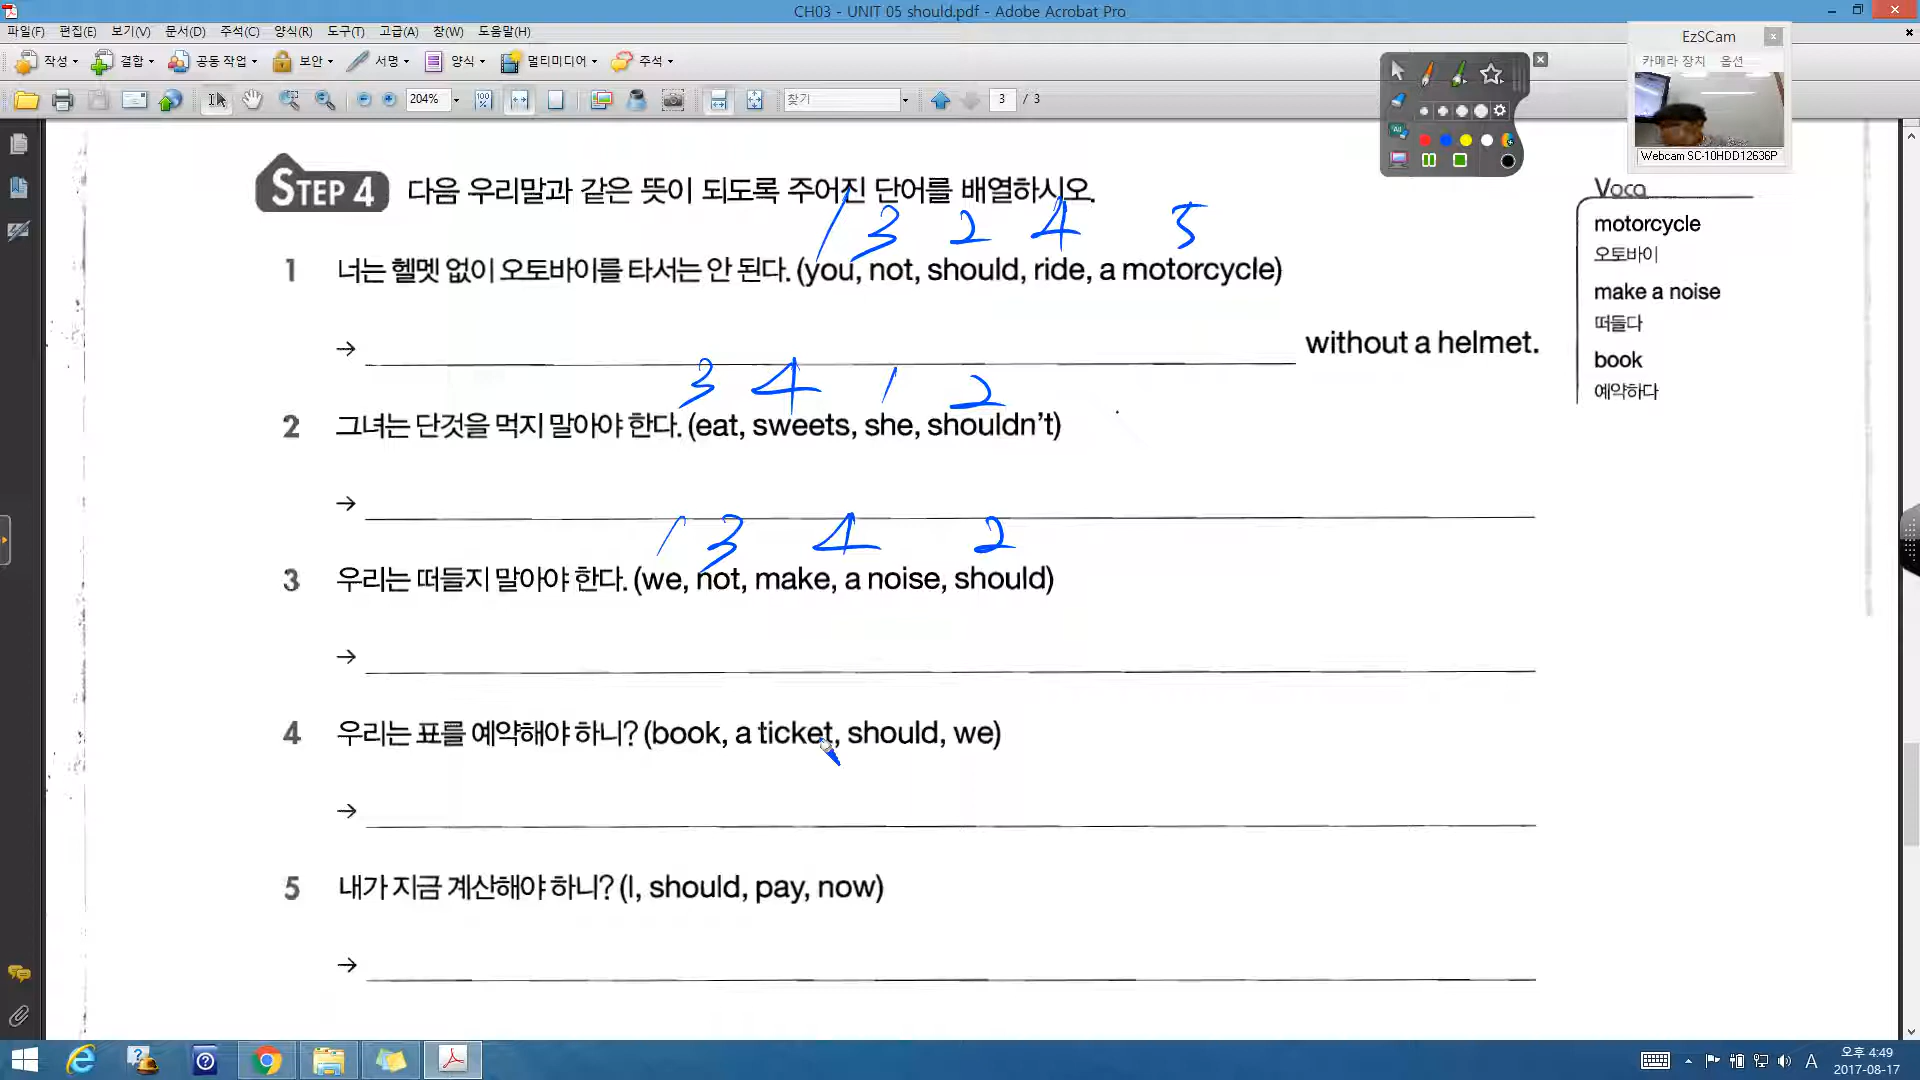 CH03 - UNIT 05 should.pdf - Adobe Acrobat Pro
파일(F) 편집(E) 보기(V) 문서(D) 주석(C) 양식(R) 도구(T) 고급(A) 창(W) 도움말(H)
작성 결합 공동 작업 보안 서명 양식 멀티미디어 주석
204% 찾기 3 / 3
EzSCam
카메라 장치 옵션
Webcam SC-10HDD12636P
STEP 4 다음 우리말과 같은 뜻이 되도록 주어진 단어를 배열하시오.
1 3 2 4 5
1 너는 헬멧 없이 오토바이를 타서는 안 된다. (you, not, should, ride, a motorcycle)
→ without a helmet.
3 4 1 2
2 그녀는 단것을 먹지 말아야 한다. (eat, sweets, she, shouldn't)
→
1 3 4 2
3 우리는 떠들지 말아야 한다. (we, not, make, a noise, should)
→
4 우리는 표를 예약해야 하니? (book, a ticket, should, we)
→
5 내가 지금 계산해야 하니? (I, should, pay, now)
→
Voca
motorcycle
오토바이
make a noise
떠들다
book
예약하다
A
오후 4:49
2017-08-17